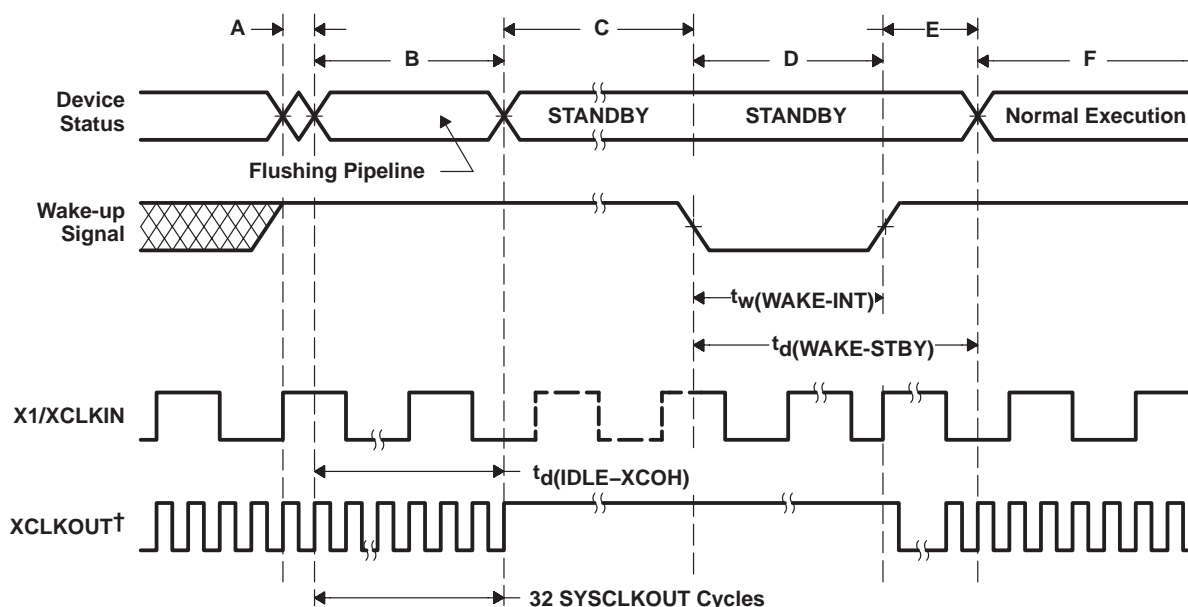 A
B
C
D
E
F
Device
Status
STANDBY
STANDBY
Normal Execution
Flushing Pipeline
Wake-up
Signal
tw(WAKE-INT)
td(WAKE-STBY)
X1/XCLKIN
td(IDLE–XCOH)
XCLKOUT†
32 SYSCLKOUT Cycles